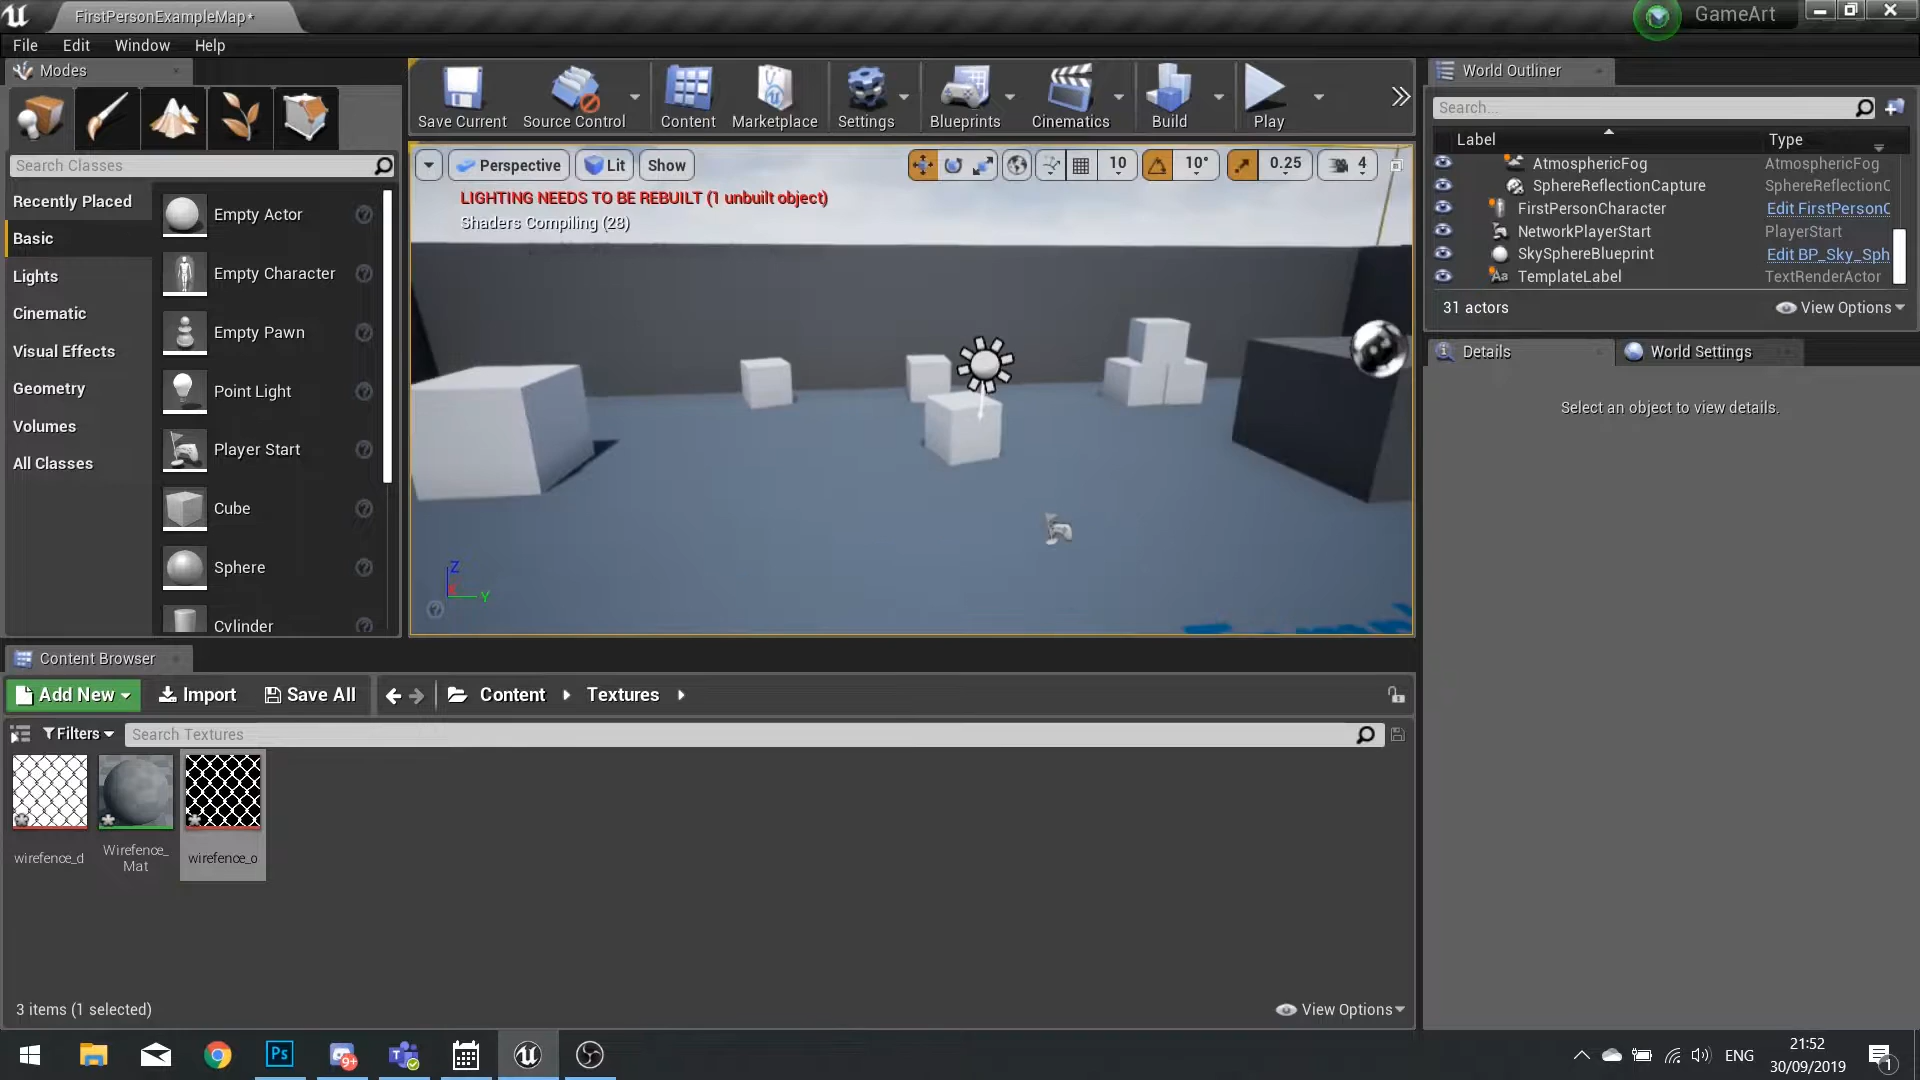 FirstPersonExampleMap*
GameArt
File
Edit
Window
Help
Modes
Search Classes
Recently Placed
Basic
Lights
Cinematic
Visual Effects
Geometry
Volumes
All Classes
Empty Actor
Empty Character
Empty Pawn
Point Light
Player Start
Cube
Sphere
Cylinder
Save Current
Source Control
Content
Marketplace
Settings
Blueprints
Cinematics
Build
Play
Perspective
Lit
Show
10
10°
0.25
4
LIGHTING NEEDS TO BE REBUILT (1 unbuilt object)
Shaders Compiling (28)
Z
Y
World Outliner
Search...
Label
Type
AtmosphericFog
AtmosphericFog
SphereReflectionCapture
SphereReflectionC
FirstPersonCharacter
Edit FirstPersonC
NetworkPlayerStart
PlayerStart
SkySphereBlueprint
Edit BP_Sky_Sph
TemplateLabel
TextRenderActor
31 actors
View Options
Details
World Settings
Select an object to view details.
Content Browser
Add New
Import
Save All
Content
Textures
Filters
Search Textures
wirefence_d
Wirefence_
Mat
wirefence_o
3 items (1 selected)
View Options
Ps
9+
ENG
21:52
30/09/2019
1